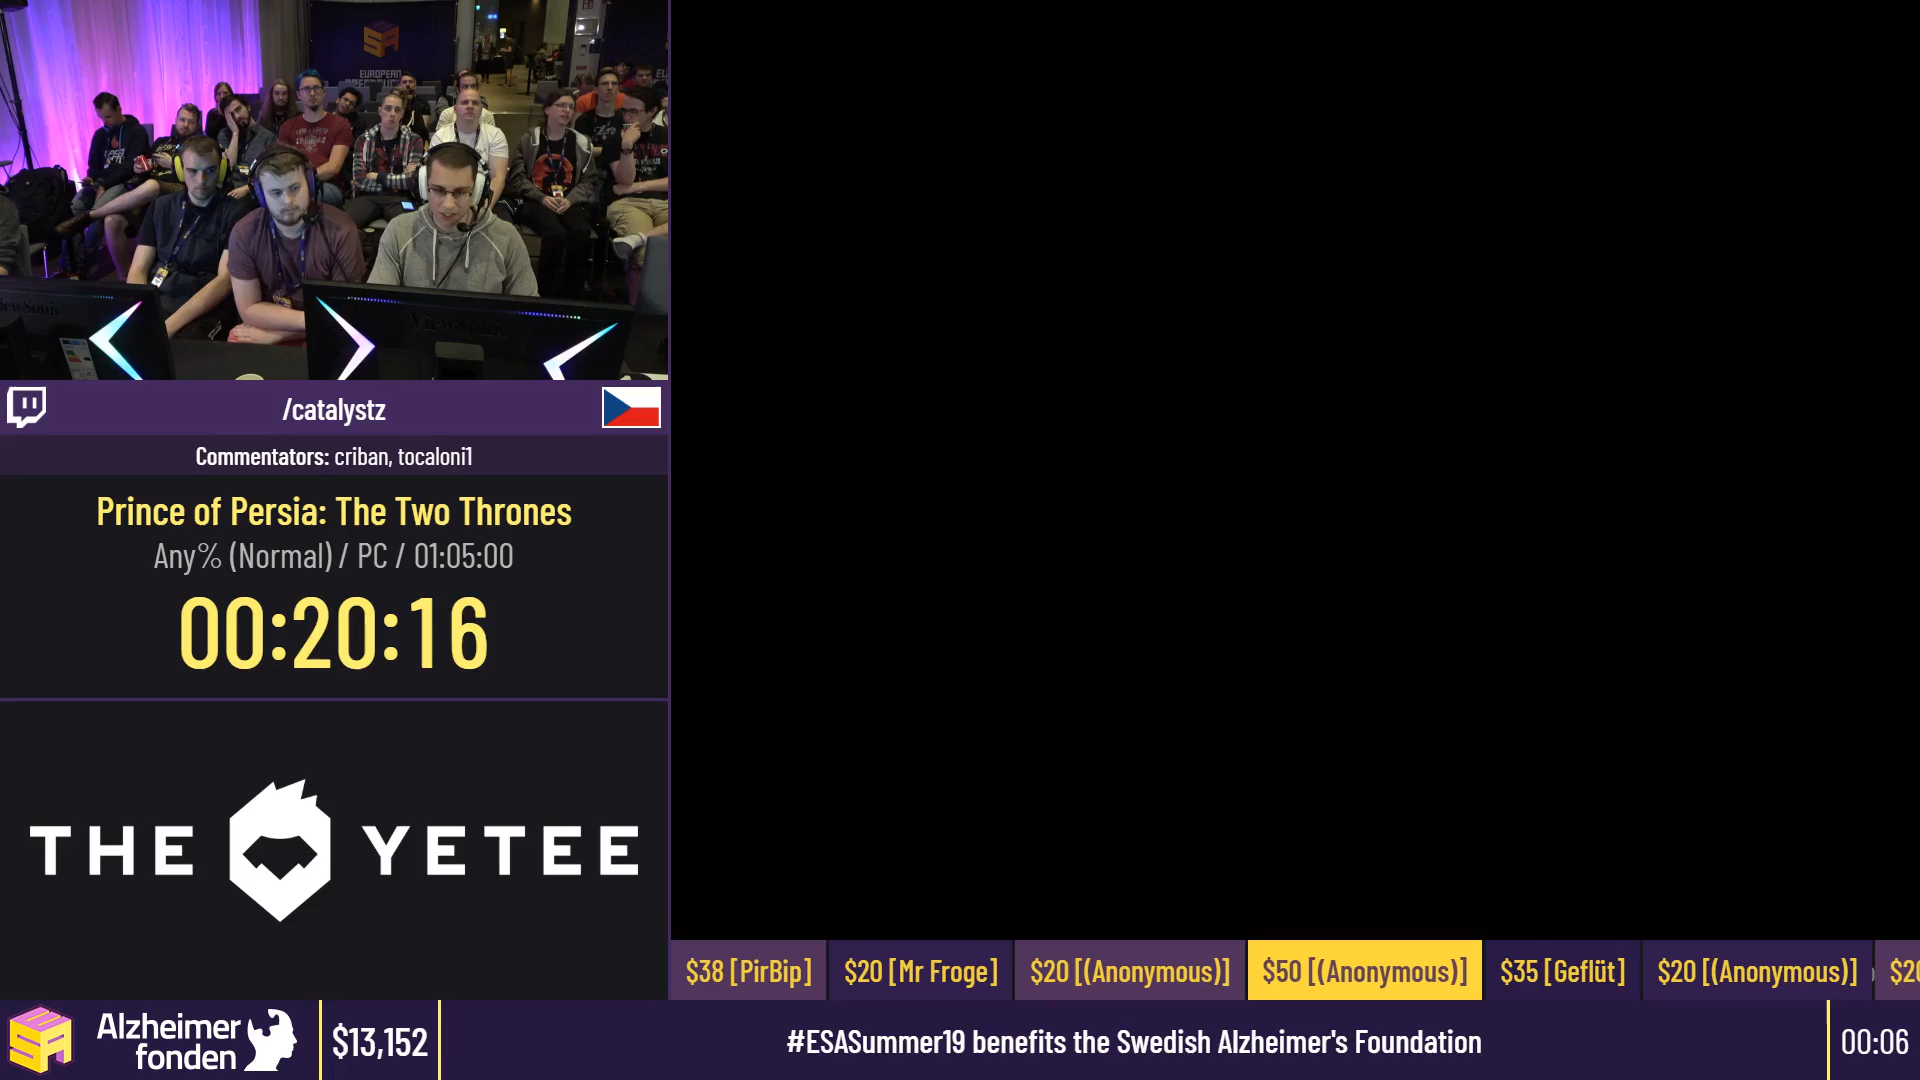 EUROPEAN
ViewSonic
/catalystz
Commentators: criban, tocaloni1
Prince of Persia: The Two Thrones
Any% (Normal) / PC / 01:05:00
00:20:16
THE YETEE
$38 [PirBip]
$20 [Mr Froge]
$20 [(Anonymous)]
$50 [(Anonymous)]
$35 [Geflüt]
$20 [(Anonymous)]
Alzheimer
fonden
$13,152
#ESASummer19 benefits the Swedish Alzheimer's Foundation
00:06